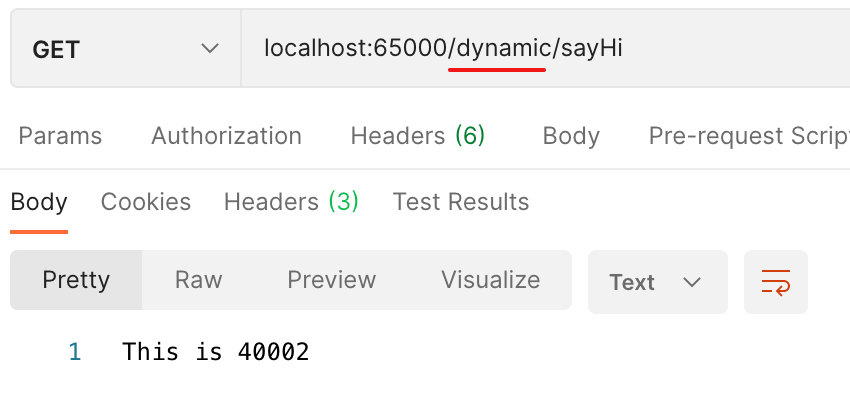 GET localhost:65000/dynamic/sayHi
Params Authorization Headers (6) Body Pre-request Scrip
Body Cookies Headers (3) Test Results
Pretty Raw Preview Visualize Text
1 This is 40002